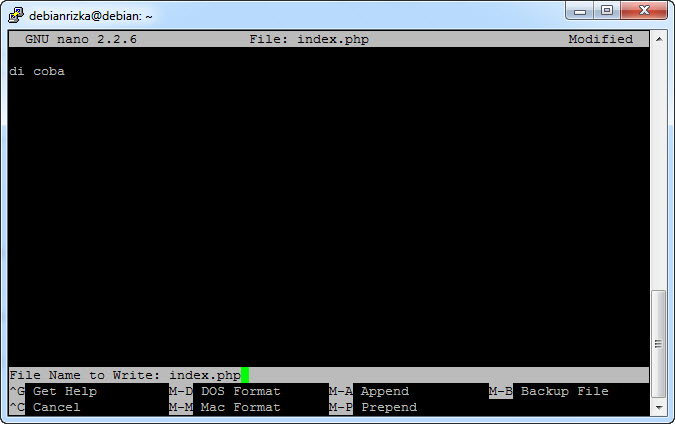 debianrizka@debian: ~
GNU nano 2.2.6 File: index.php Modified
di coba
File Name to Write: index.php
^G Get Help M-D DOS Format M-A Append M-B Backup File
^C Cancel M-M Mac Format M-P Prepend